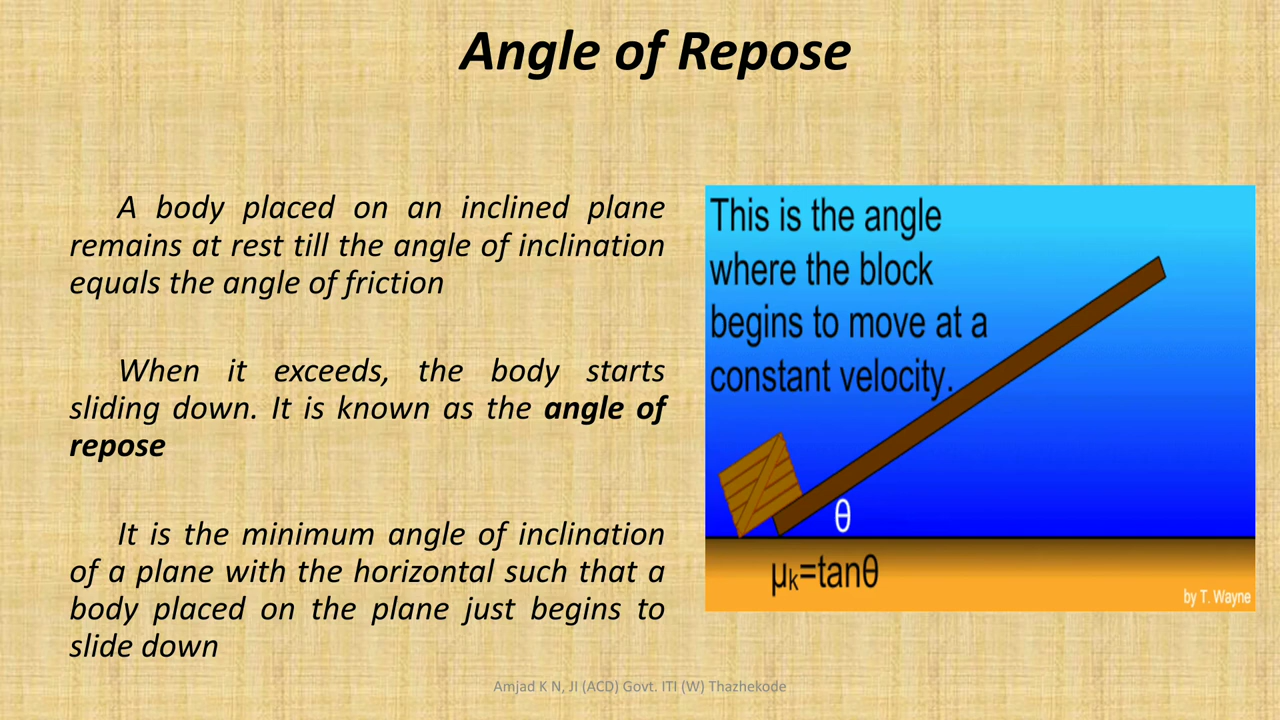 Angle of Repose
A body placed on an inclined plane
remains at rest till the angle of inclination
equals the angle of friction
When it exceeds, the body starts
sliding down. It is known as the angle of
repose
It is the minimum angle of inclination
of a plane with the horizontal such that a
body placed on the plane just begins to
slide down
This is the angle
where the block
begins to move at a
constant velocity.
θ
μk=tanθ
by T. Wayne
Amjad K N, JI (ACD) Govt. ITI (W) Thazhekode